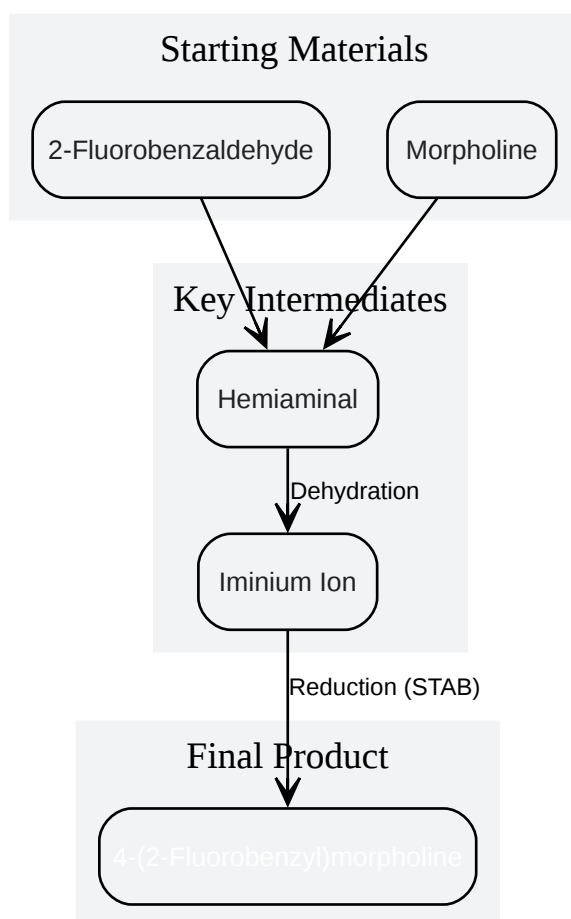 Starting Materials
2-Fluorobenzaldehyde
Morpholine
Key Intermediates
Hemiaminal
Dehydration
Iminium Ion
Reduction (STAB)
Final Product
4-(2-Fluorobenzyl)morpholine